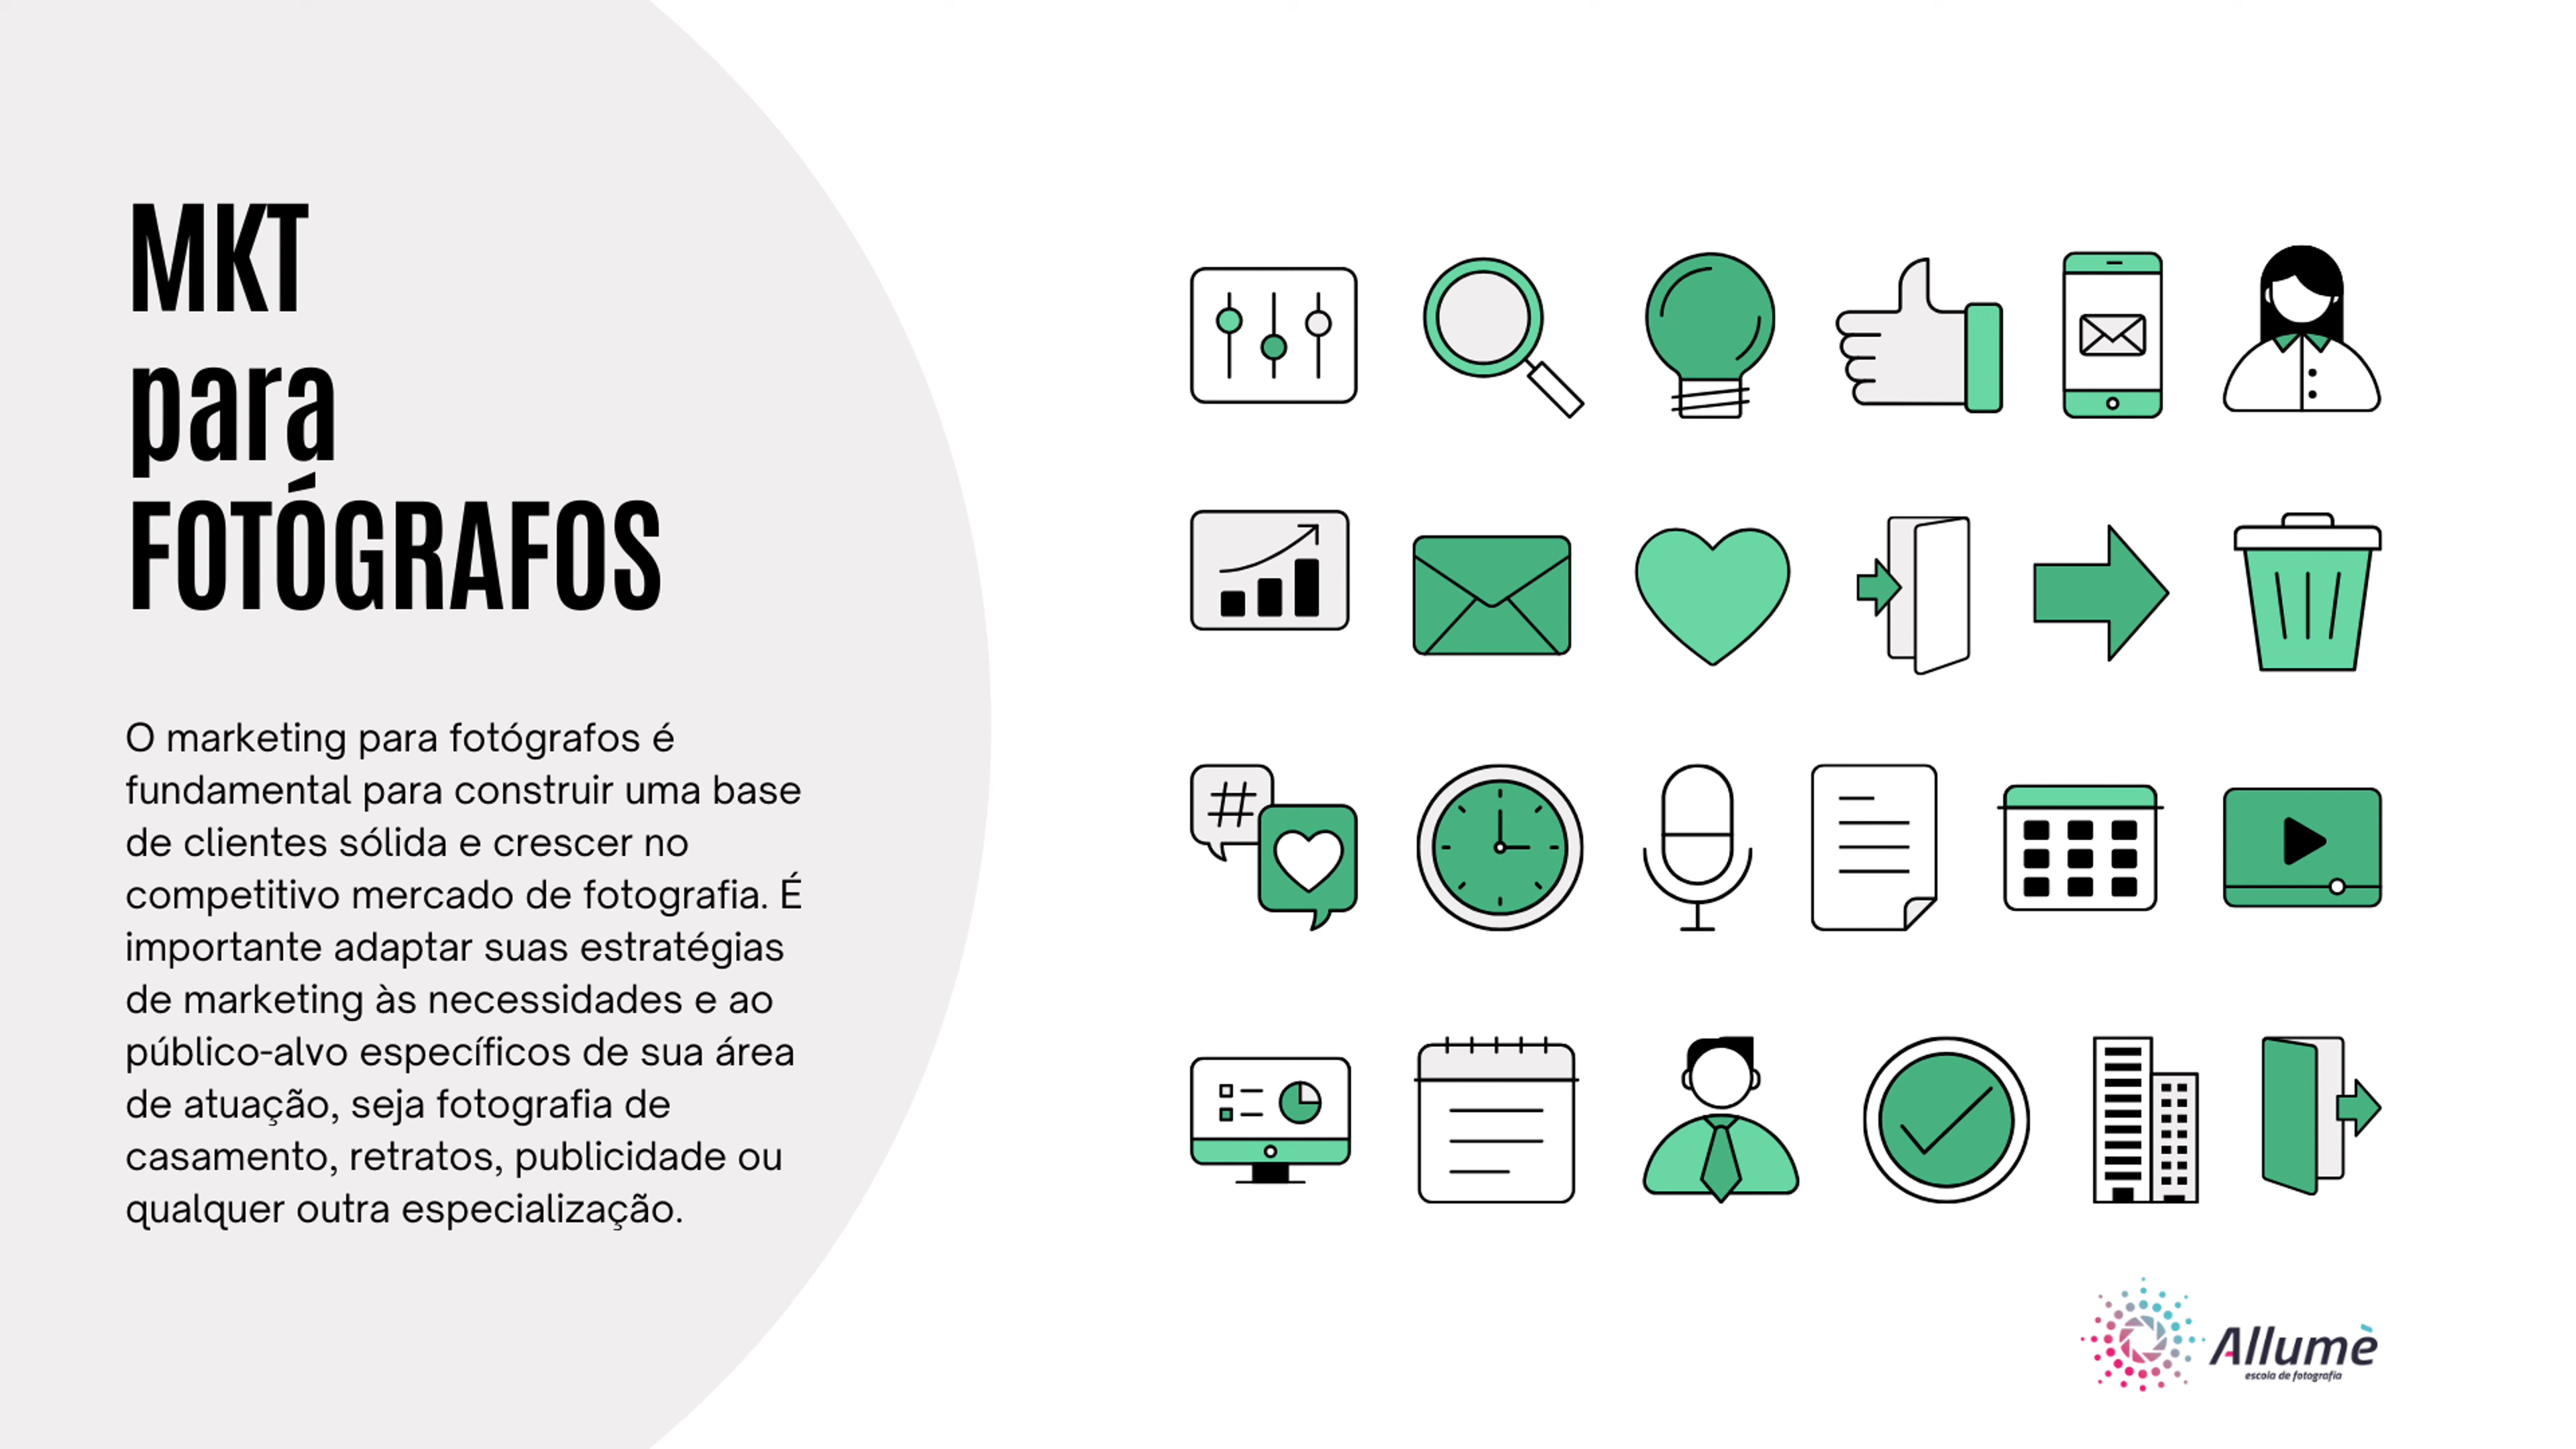 MKT
para
FOTÓGRAFOS
O marketing para fotógrafos é
fundamental para construir uma base
de clientes sólida e crescer no
competitivo mercado de fotografia. É
importante adaptar suas estratégias
de marketing às necessidades e ao
público-alvo específicos de sua área
de atuação, seja fotografia de
casamento, retratos, publicidade ou
qualquer outra especialização.
#
Allumè
escola de fotografia